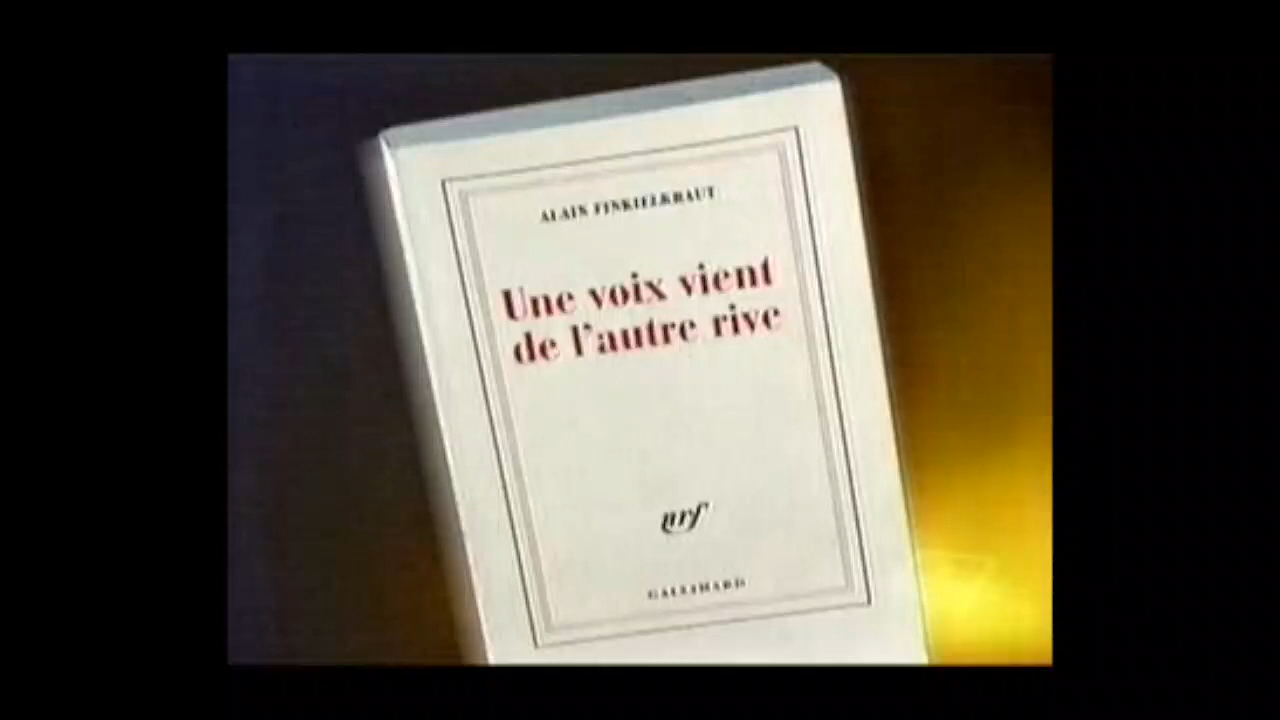 ALAIN FINKIELKRAUT
Une voix vient
de l'autre rive
nrf
GALLIMARD